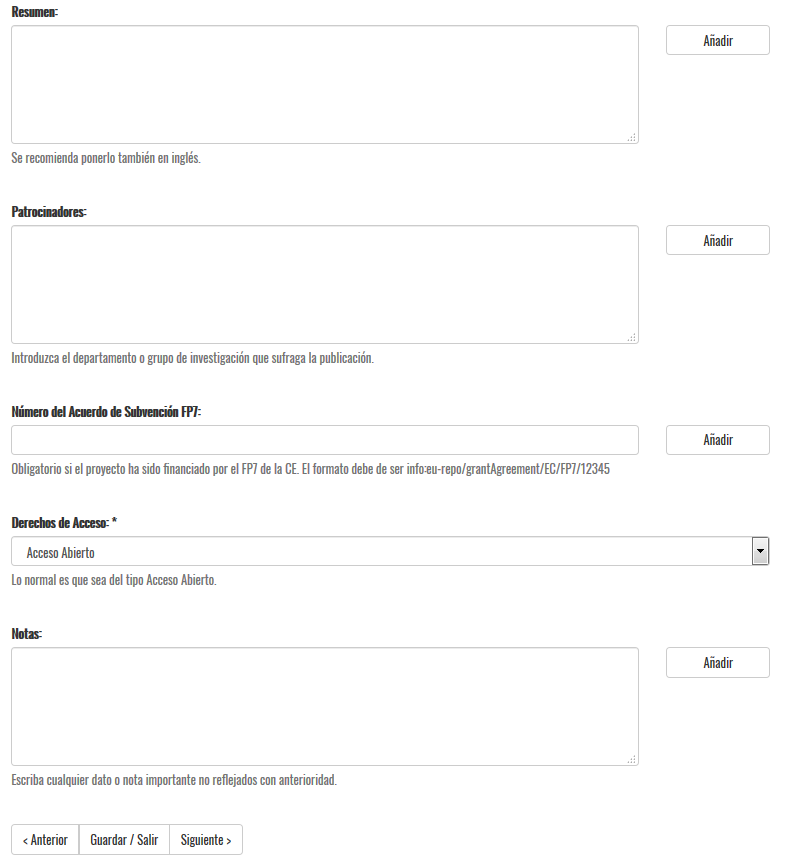 Resumen:
Añadir
Se recomienda ponerlo también en inglés.
Patrocinadores:
Añadir
Introduzca el departamento o grupo de investigación que sufraga la publicación.
Número del Acuerdo de Subvención FP7:
Añadir
Obligatorio si el proyecto ha sido financiado por el FP7 de la CE. El formato debe de ser info:eu-repo/grantAgreement/EC/FP7/12345
Derechos de Acceso: *
Acceso Abierto
Lo normal es que sea del tipo Acceso Abierto.
Notas:
Añadir
Escriba cualquier dato o nota importante no reflejados con anterioridad.
< Anterior Guardar / Salir Siguiente >